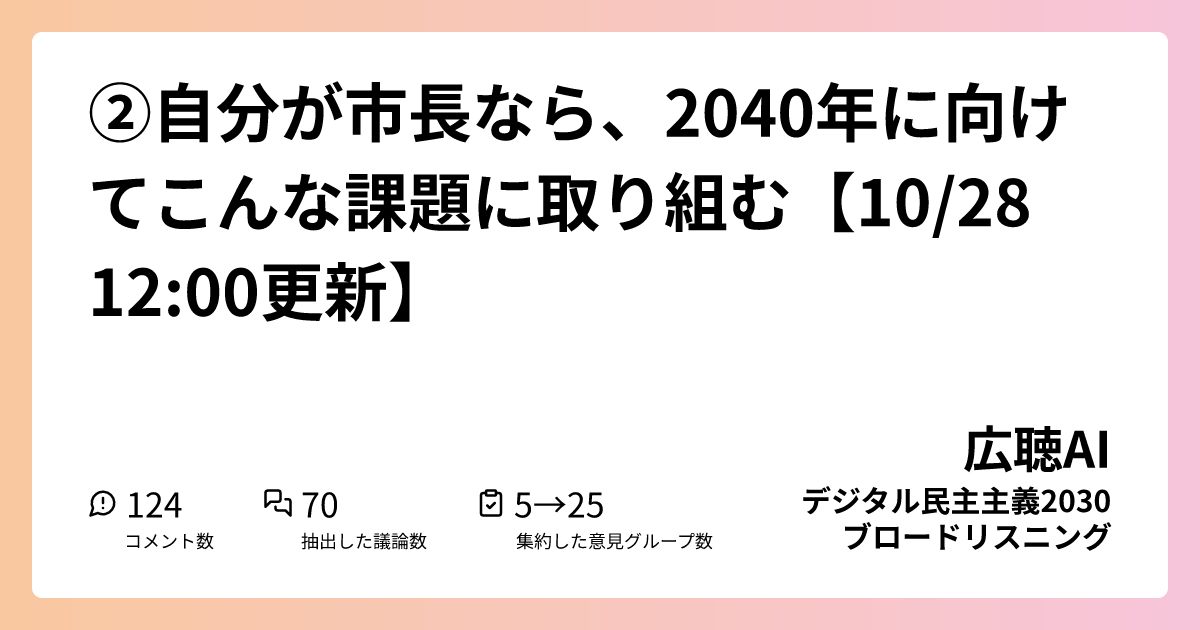 ②自分が市長なら、2040年に向け
てこんな課題に取り組む【10/28
12:00更新】
広聴AI
デジタル民主主義2030
ブロードリスニング
124
コメント数
70
抽出した議論数
5→25
集約した意見グループ数